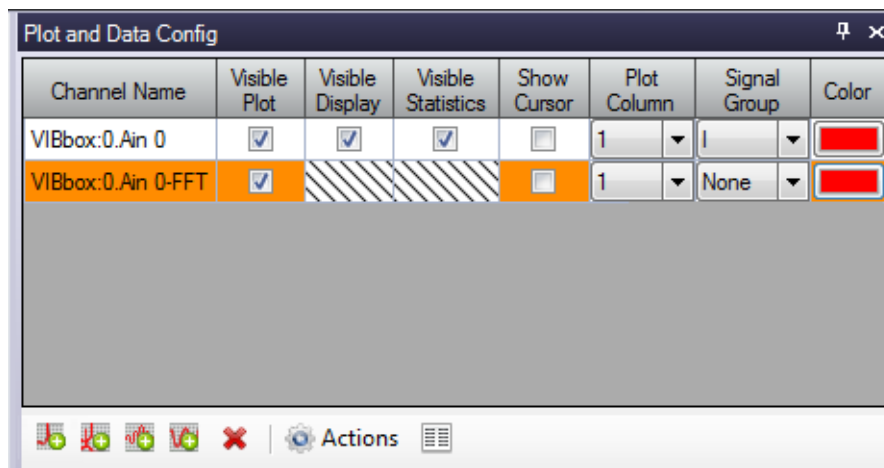 Plot and Data Config
Channel Name Visible Plot Visible Display Visible Statistics Show Cursor Plot Column Signal Group Color
VIBbox:0.Ain 0 1 I
VIBbox:0.Ain 0-FFT 1 None
Actions